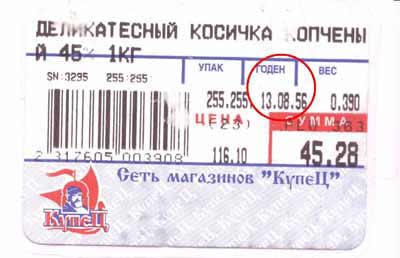 ДЕЛИКАТЕСНЫЙ КОСИЧКА КОПЧЕНЫ
Й 45% 1КГ
SN:3295 255:255
УПАК ГОДЕН ВЕС
255.255 13.08.56 0.390
ЦЕНА СУММА
116.10 45.28
2 317605 003908
Сеть магазинов "КупеЦ"
КупеЦ